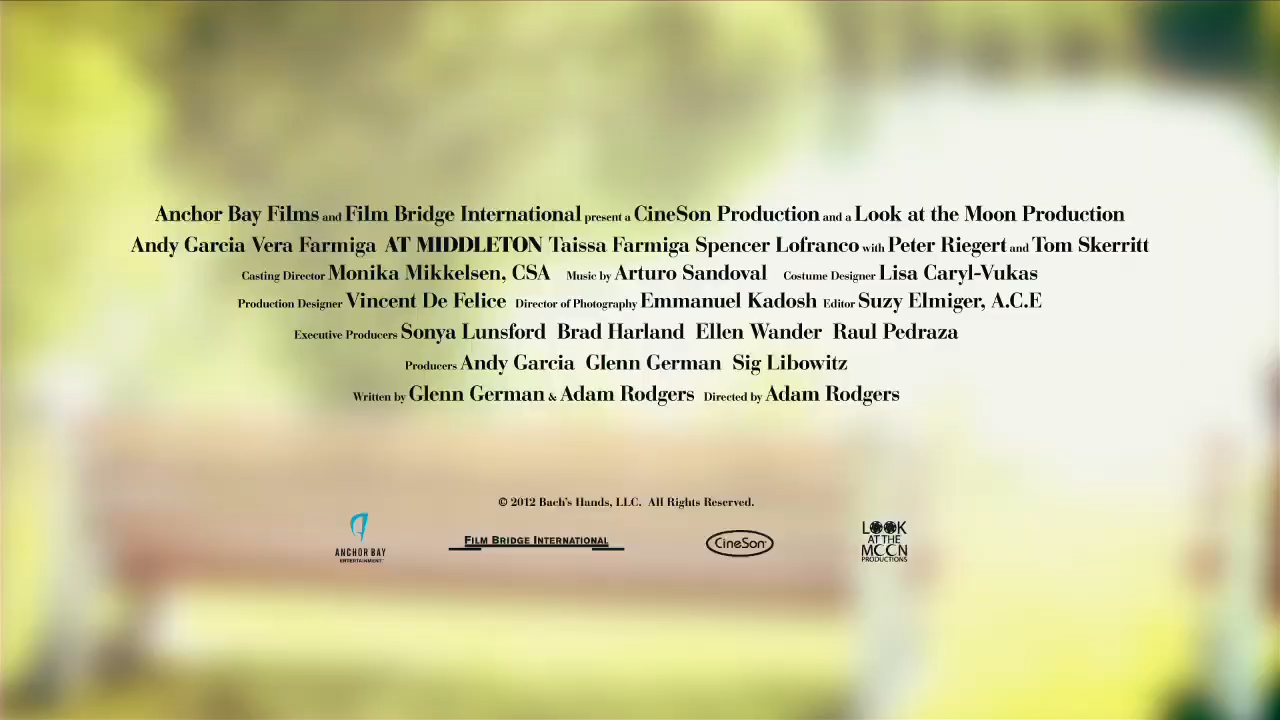 Anchor Bay Films and Film Bridge International present a CineSon Production and a Look at the Moon Production
Andy Garcia Vera Farmiga AT MIDDLETON Taissa Farmiga Spencer Lofranco with Peter Riegert and Tom Skerritt
Casting Director Monika Mikkelsen, CSA Music by Arturo Sandoval Costume Designer Lisa Caryl-Vukas
Production Designer Vincent De Felice Director of Photography Emmanuel Kadosh Editor Suzy Elmiger, A.C.E
Executive Producers Sonya Lunsford Brad Harland Ellen Wander Raul Pedraza
Producers Andy Garcia Glenn German Sig Libowitz
Written by Glenn German & Adam Rodgers Directed by Adam Rodgers
© 2012 Bach's Hands, LLC. All Rights Reserved.
ANCHOR BAY
ENTERTAINMENT
FILM BRIDGE INTERNATIONAL
CineSon
LOOK
AT THE
MOON
PRODUCTIONS